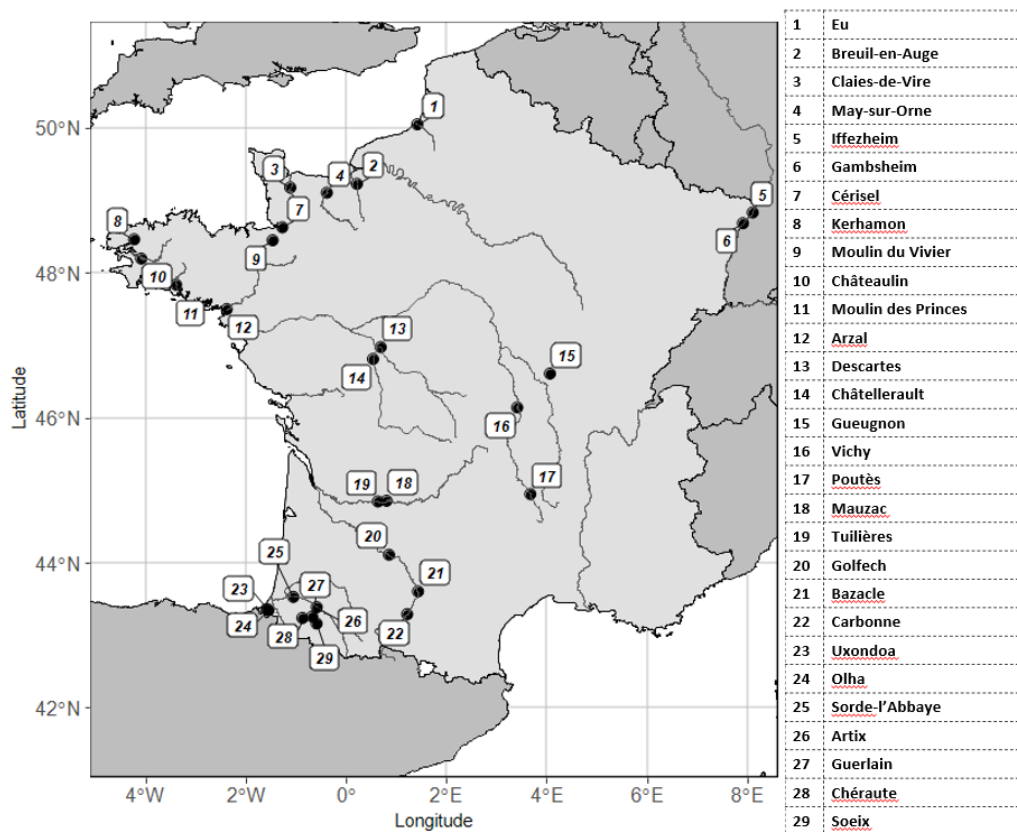 1 Eu
2 Breuil-en-Auge
3 Claies-de-Vire
4 May-sur-Orne
5 Iffezheim
6 Gambsheim
7 Cérisel
8 Kerhamon
9 Moulin du Vivier
10 Châteaulin
11 Moulin des Princes
12 Arzal
13 Descartes
14 Châtellerault
15 Gueugnon
16 Vichy
17 Poutès
18 Mauzac
19 Tuilières
20 Golfech
21 Bazacle
22 Carbonne
23 Uxondoa
24 Olha
25 Sorde-l’Abbaye
26 Artix
27 Guerlain
28 Chéraute
29 Soeix
50°N
48°N
46°N
44°N
42°N
Latitude
4°W 2°W 0° 2°E 4°E 6°E 8°E
Longitude
1
2
4
3
7
5
6
8
9
10
11
12
13
14
15
16
17
18
19
20
21
22
25
23
24
27
26
28
29